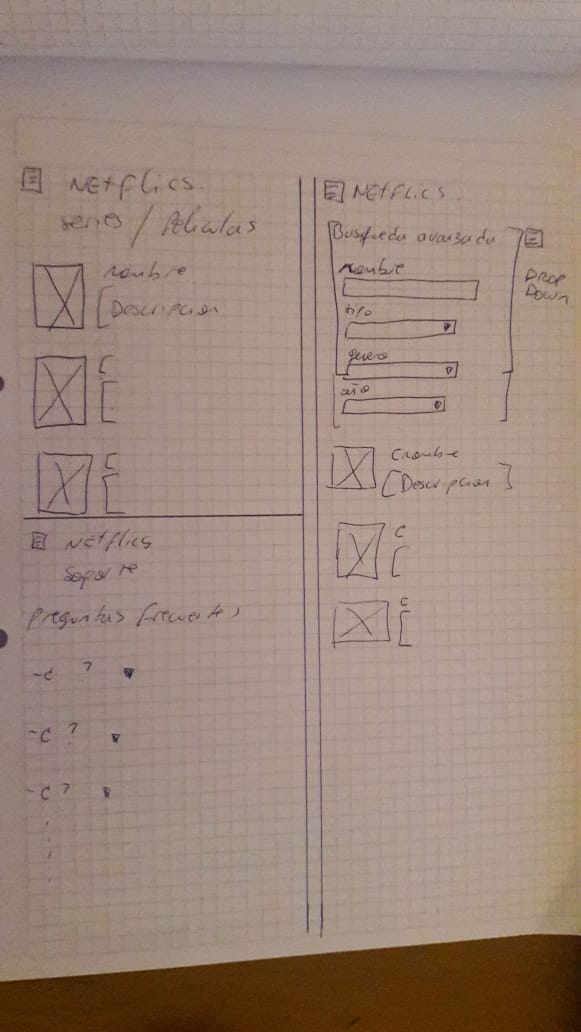 NEtflics
series / Peliculas
nombre
[Descripcion
C
[
C
[
NEtflics
Soporte
preguntas frecuentes
-C ?
-C ?
-C ?
NEtflics
Busqueda avanzada
DROP
DOWN
nombre
tipo
genero
año
Cnombre
[Descripcion]
C
[
C
[